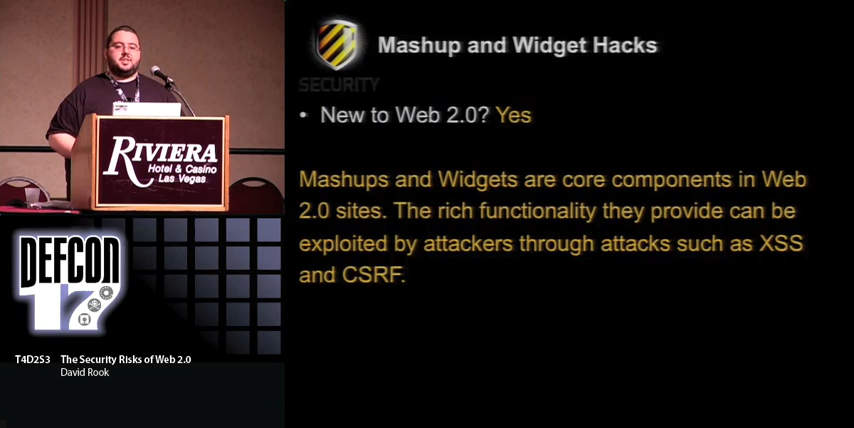 Mashup and Widget Hacks
SECURITY
• New to Web 2.0? Yes
Mashups and Widgets are core components in Web
2.0 sites. The rich functionality they provide can be
exploited by attackers through attacks such as XSS
and CSRF.
RIVIERA
Hotel & Casino
Las Vegas
DEFCON
17
T4D2S3 The Security Risks of Web 2.0
David Rook